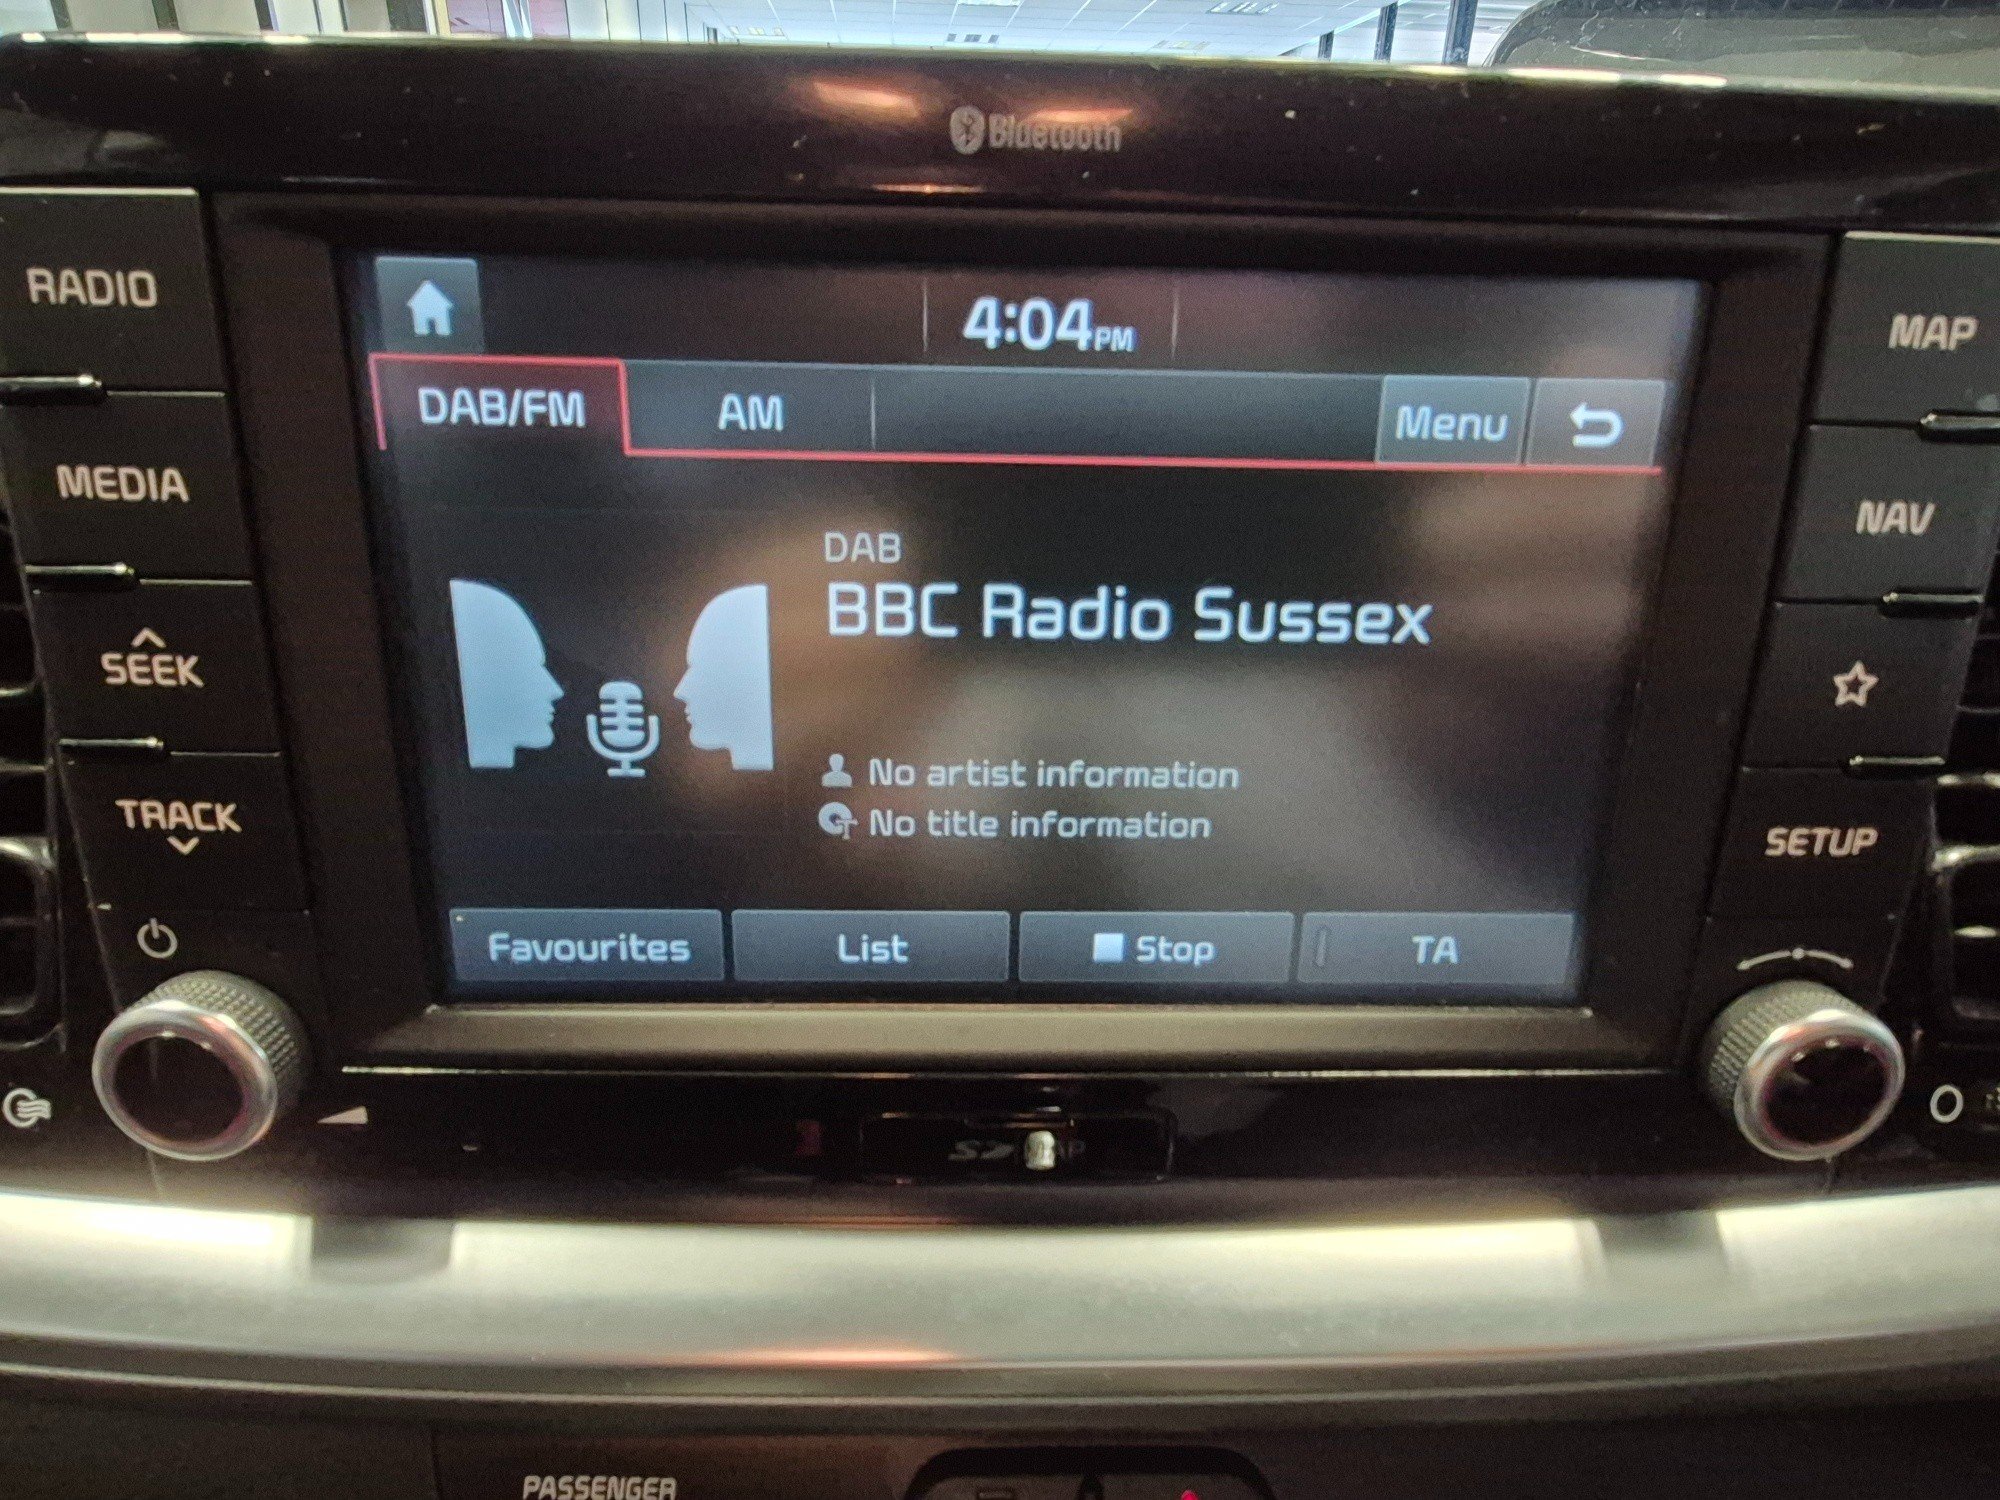 Bluetooth
RADIO
MEDIA
SEEK
TRACK
4:04PM
DAB/FM
AM
Menu
DAB
BBC Radio Sussex
No artist information
No title information
Favourites
List
Stop
TA
MAP
NAV
SETUP
PASSENGER